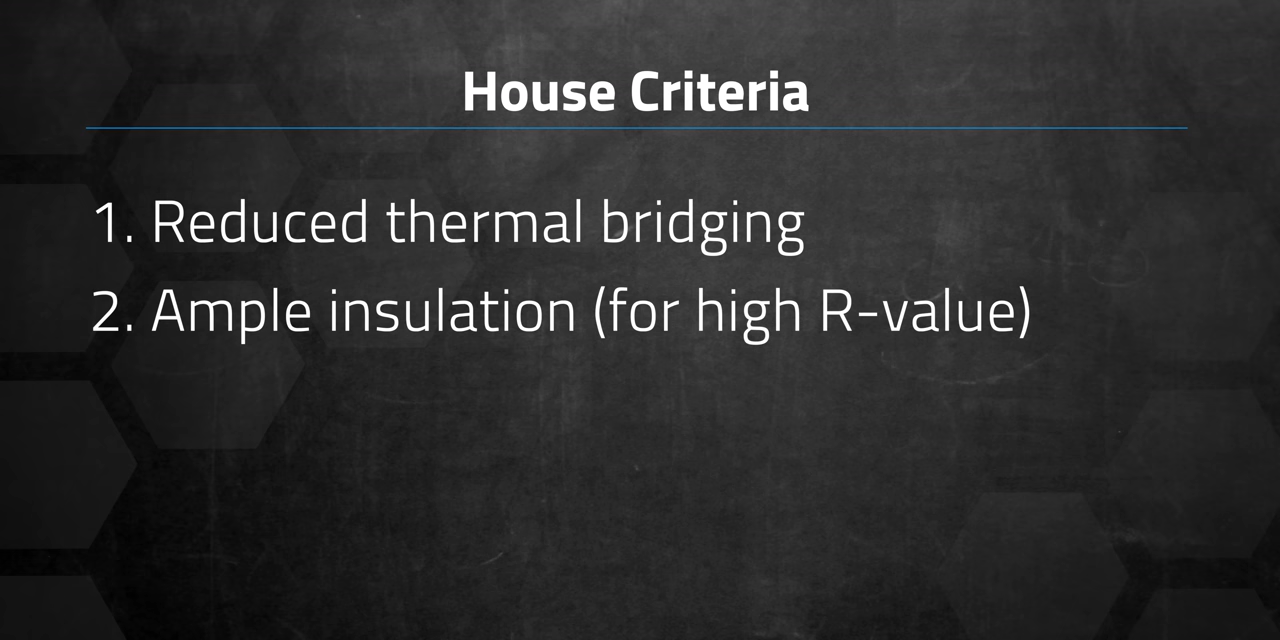 House Criteria
1. Reduced thermal bridging
2. Ample insulation (for high R-value)